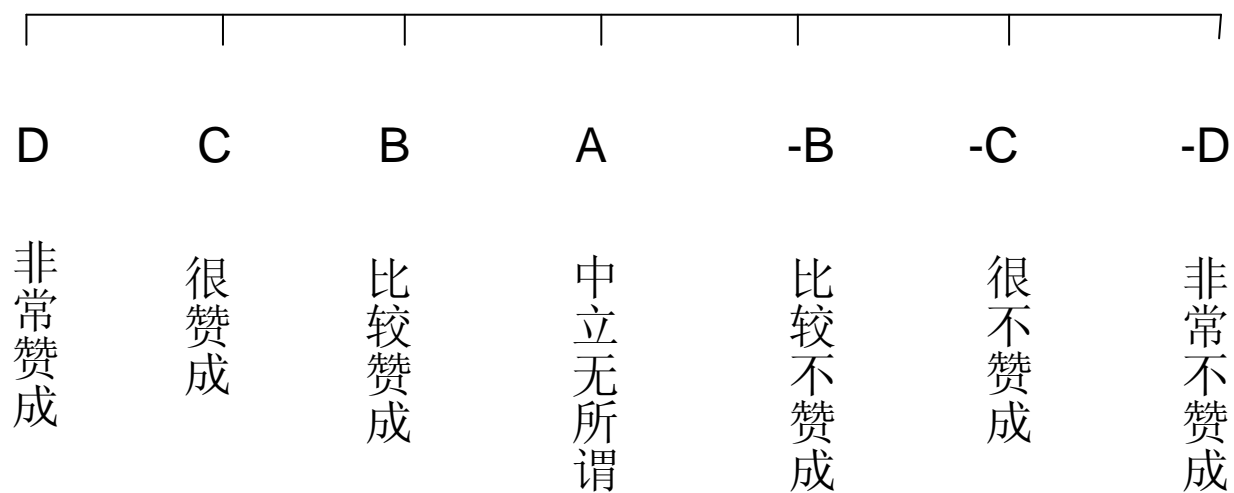 D C B A -B -C -D
非常赞成
很赞成
比较赞成
中立无所谓
比较不赞成
很不赞成
非常不赞成